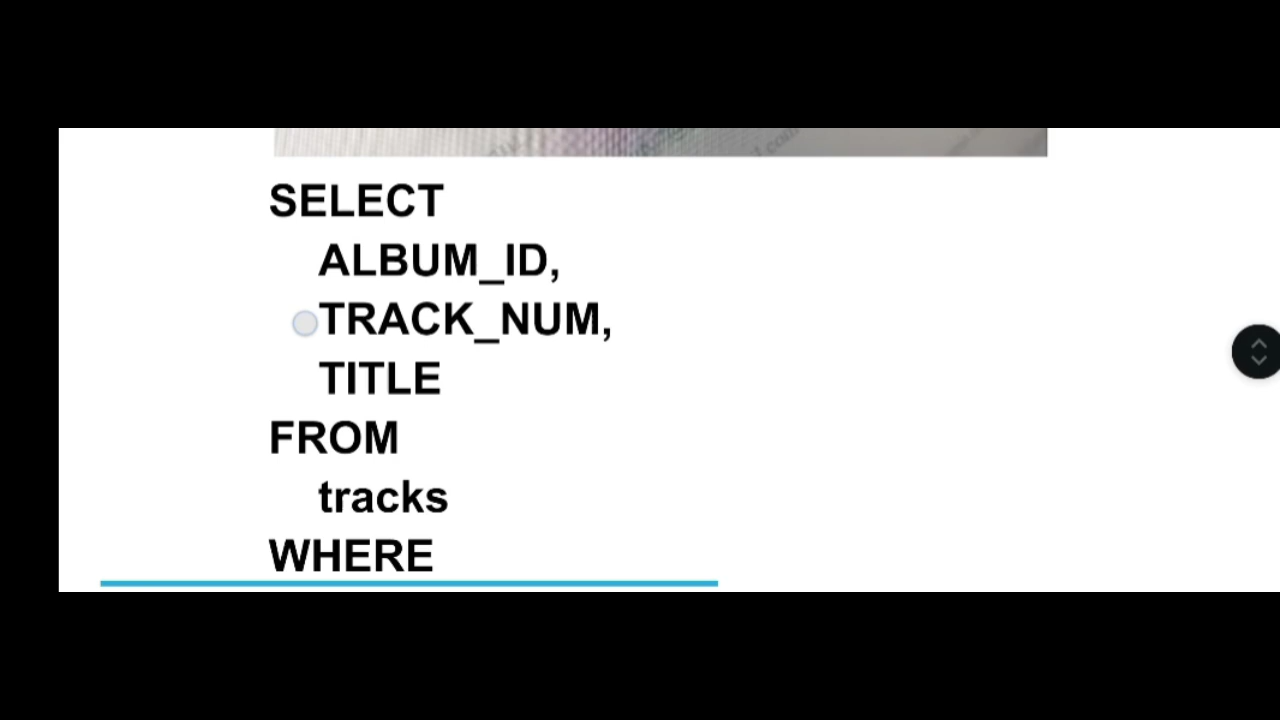 SELECT
ALBUM_ID,
TRACK_NUM,
TITLE
FROM
tracks
WHERE